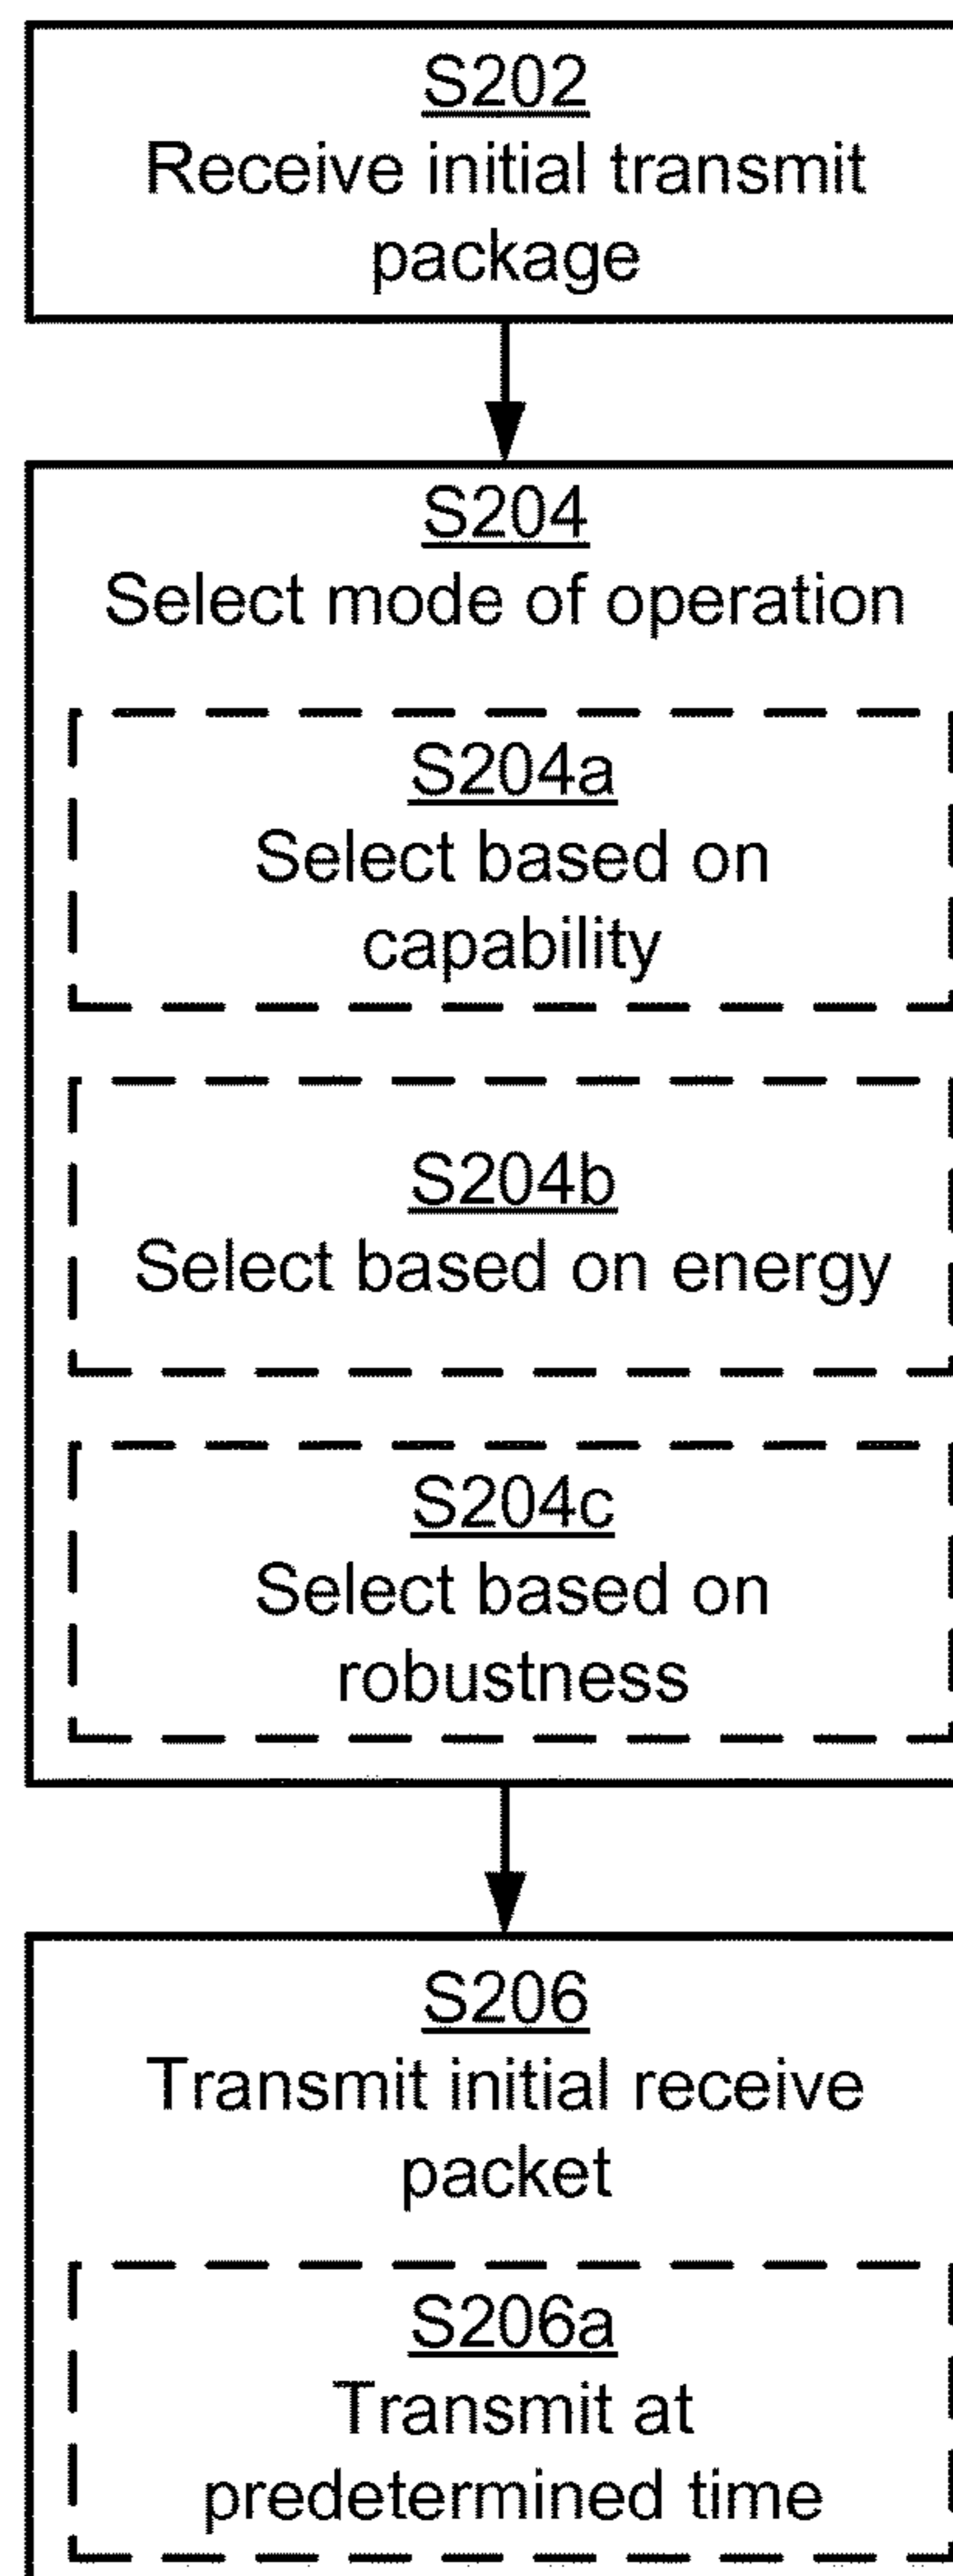 S202
Receive initial transmit
package
S204
Select mode of operation
S204a
Select based on
capability
S204b
Select based on energy
S204c
Select based on
robustness
S206
Transmit initial receive
packet
S206a
Transmit at
predetermined time